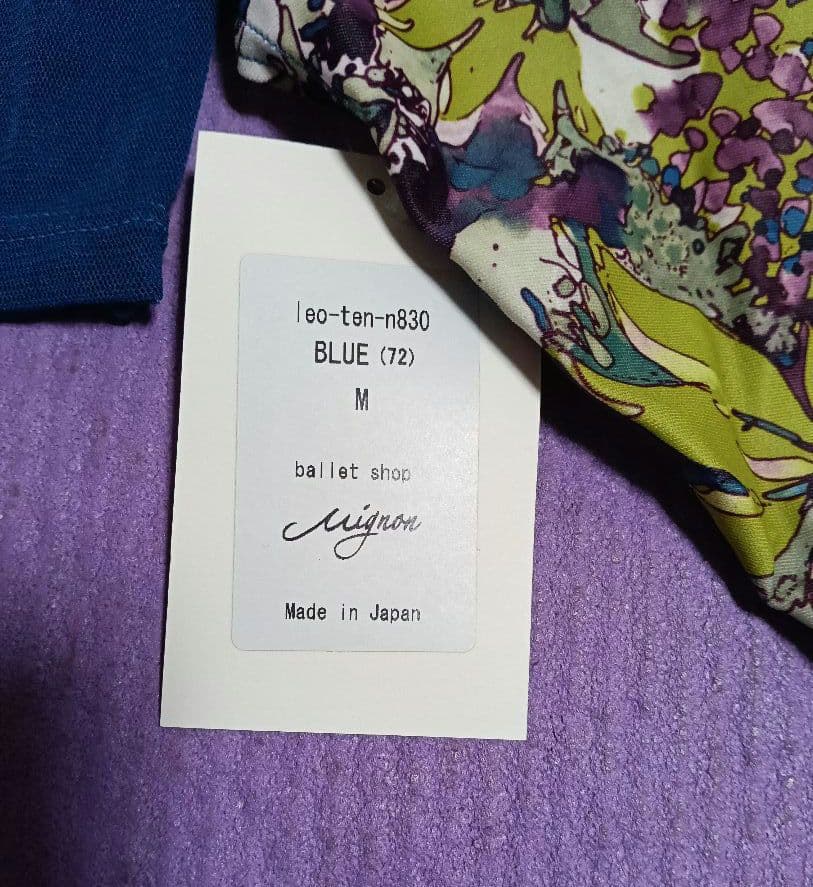 leo-ten-n830
BLUE (72)
M
ballet shop
Mignon
Made in Japan